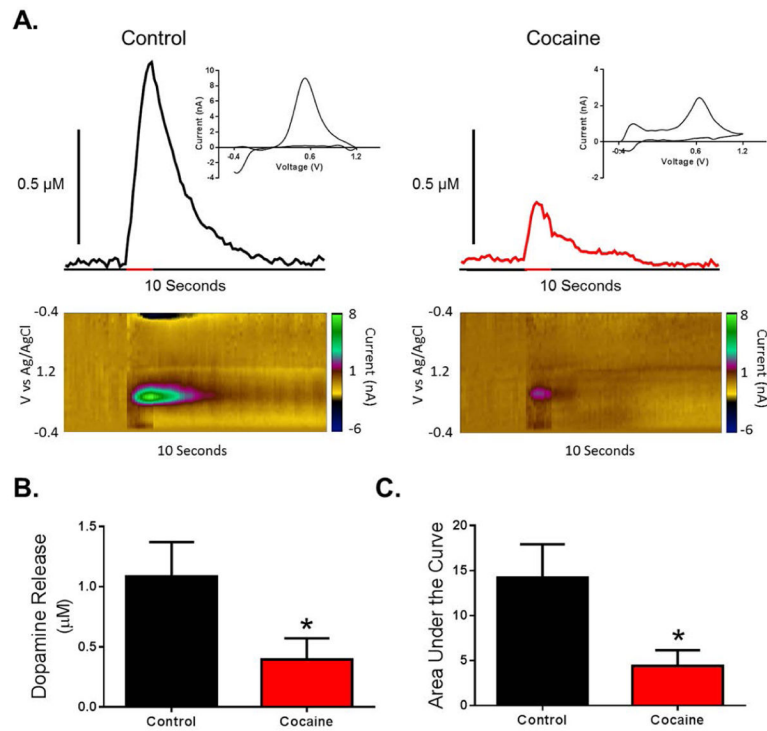 A.
Control
Cocaine
10
8
6
4
2
0
-2
-4
Current (nA)
-0.4
0.6
1.2
Voltage (V)
4
2
0
-2
Current (nA)
-0.4
0.6
1.2
Voltage (V)
0.5 µM
0.5 µM
10 Seconds
10 Seconds
-0.4
1.2
-0.4
V vs Ag/AgCl
8
1
-6
Current (nA)
10 Seconds
-0.4
1.2
-0.4
V vs Ag/AgCl
8
1
-6
Current (nA)
10 Seconds
B.
Dopamine Release
(µM)
1.5
1.0
0.5
0.0
*
Control
Cocaine
C.
Area Under the Curve
20
15
10
5
0
*
Control
Cocaine